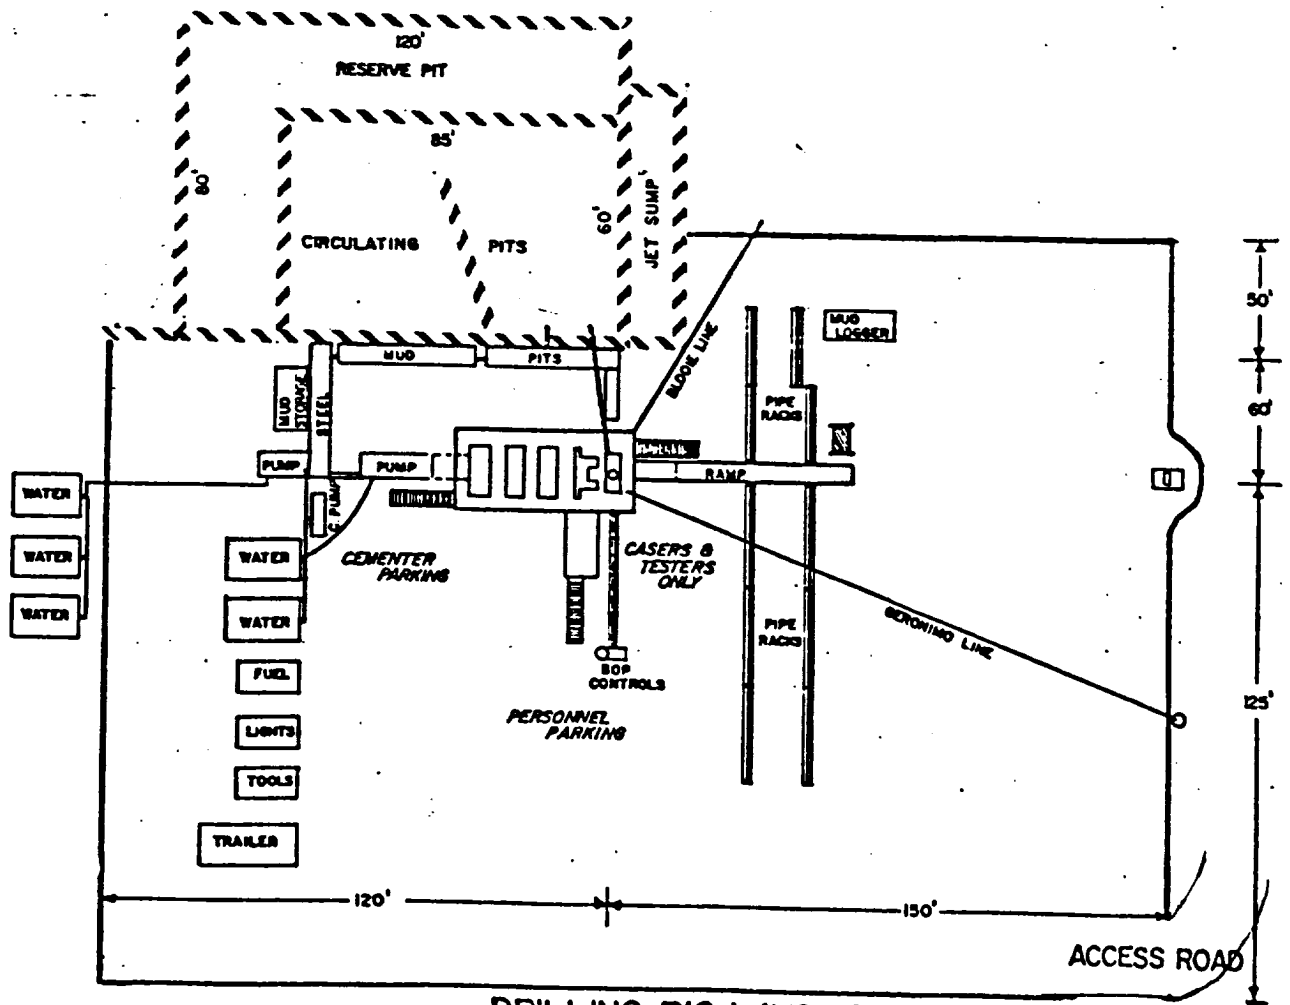 120'
RESERVE PIT
85'
80'
60'
JET SUMP
CIRCULATING PITS
50'
MUD LOGGER
BLOOIE LINE
MUD PITS
MUD STORAGE
STEEL
PIPE RACKS
60'
PUMP
PUMP
RAMP
WATER
C. PUMP
WATER
WATER
CEMENTER PARKING
CASERS & TESTERS ONLY
WATER
WATER
GERONIMO LINE
PIPE RACKS
FUEL
BOP CONTROLS
125'
LIGHTS
PERSONNEL PARKING
TOOLS
TRAILER
120'
150'
ACCESS ROAD